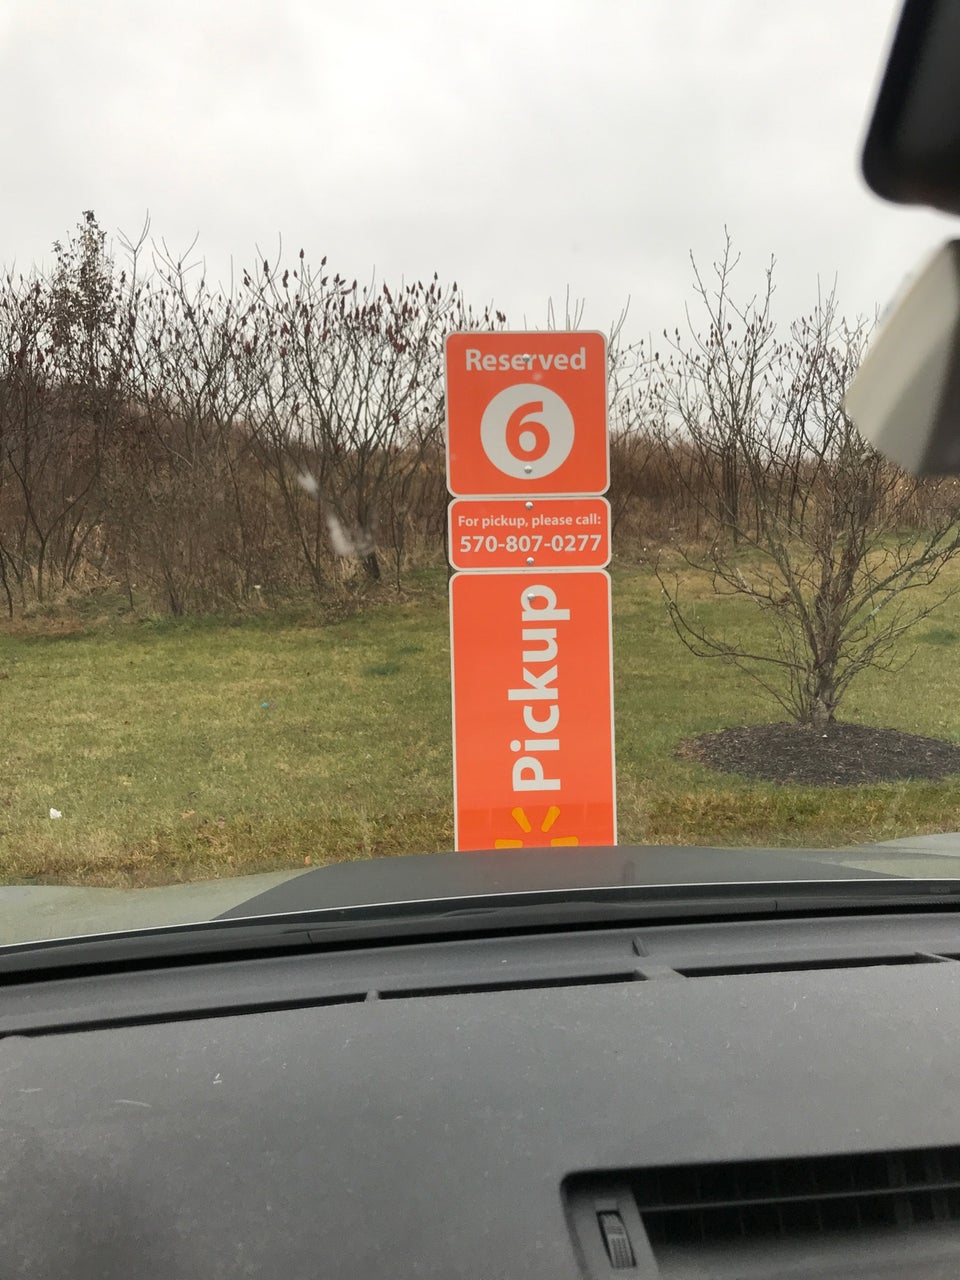 Reserved
6
For pickup, please call:
570-807-0277
Pickup